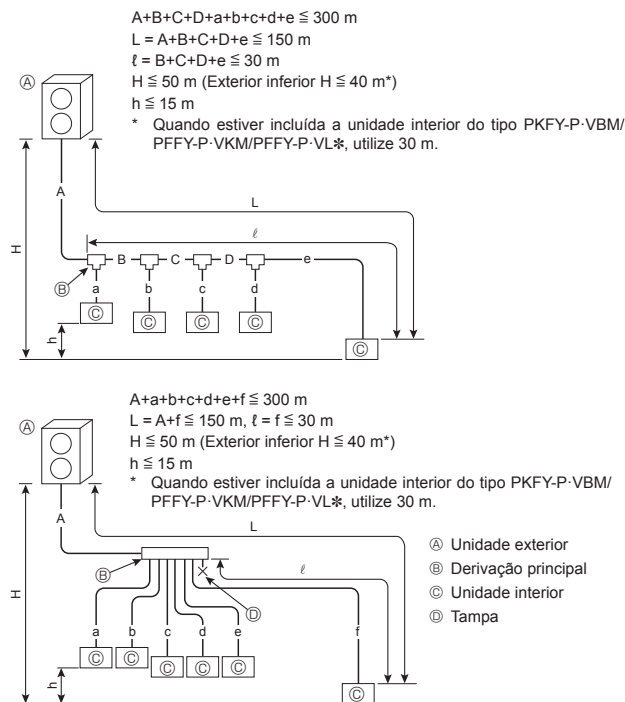 A+B+C+D+a+b+c+d+e ≦ 300 m
L = A+B+C+D+e ≦ 150 m
ℓ = B+C+D+e ≦ 30 m
H ≦ 50 m (Exterior inferior H ≦ 40 m*)
h ≦ 15 m
* Quando estiver incluída a unidade interior do tipo PKFY-P·VBM/
PFFY-P·VKM/PFFY-P·VL✻, utilize 30 m.
Ⓐ
A
L
H
ℓ
B C D e
Ⓑ a b c d
Ⓒ Ⓒ Ⓒ Ⓒ
h
Ⓒ
A+a+b+c+d+e+f ≦ 300 m
L = A+f ≦ 150 m, ℓ = f ≦ 30 m
H ≦ 50 m (Exterior inferior H ≦ 40 m*)
h ≦ 15 m
* Quando estiver incluída a unidade interior do tipo PKFY-P·VBM/
PFFY-P·VKM/PFFY-P·VL✻, utilize 30 m.
Ⓐ
A
L
Ⓑ
ℓ
H
Ⓓ
a b c d e f
Ⓒ Ⓒ Ⓒ Ⓒ Ⓒ
h
Ⓒ
Ⓐ Unidade exterior
Ⓑ Derivação principal
Ⓒ Unidade interior
Ⓓ Tampa